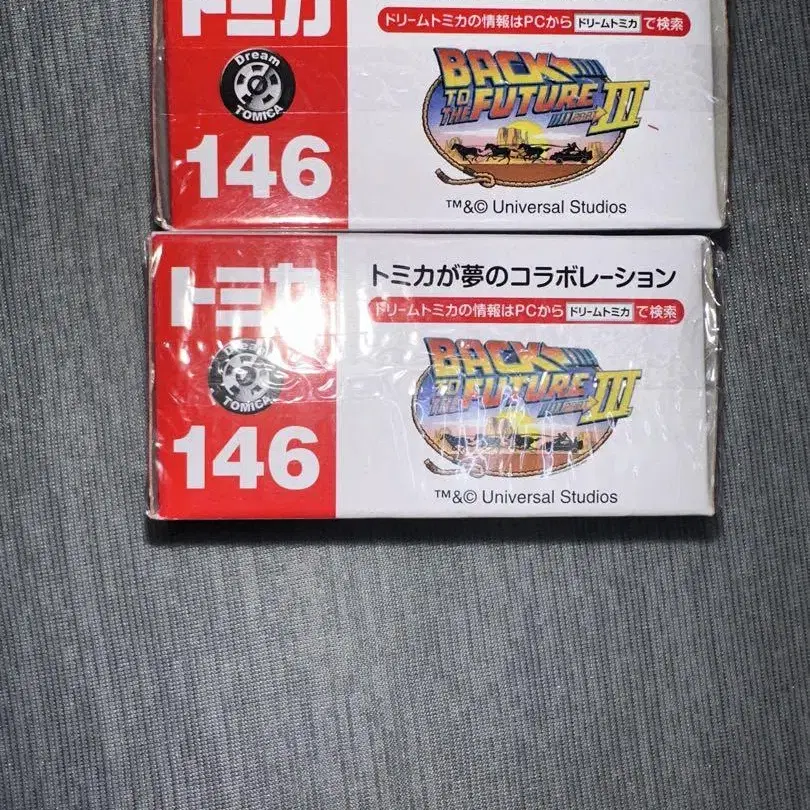 トミカ
ドリームトミカの情報はPCから ドリームトミカ で検索
Dream
TOMICA
146
BACK
TO THE FUTURE
PART III
™&© Universal Studios
トミカ
トミカが夢のコラボレーション
ドリームトミカの情報はPCから ドリームトミカ で検索
TOMICA
146
BACK
TO THE FUTURE
PART III
™&© Universal Studios